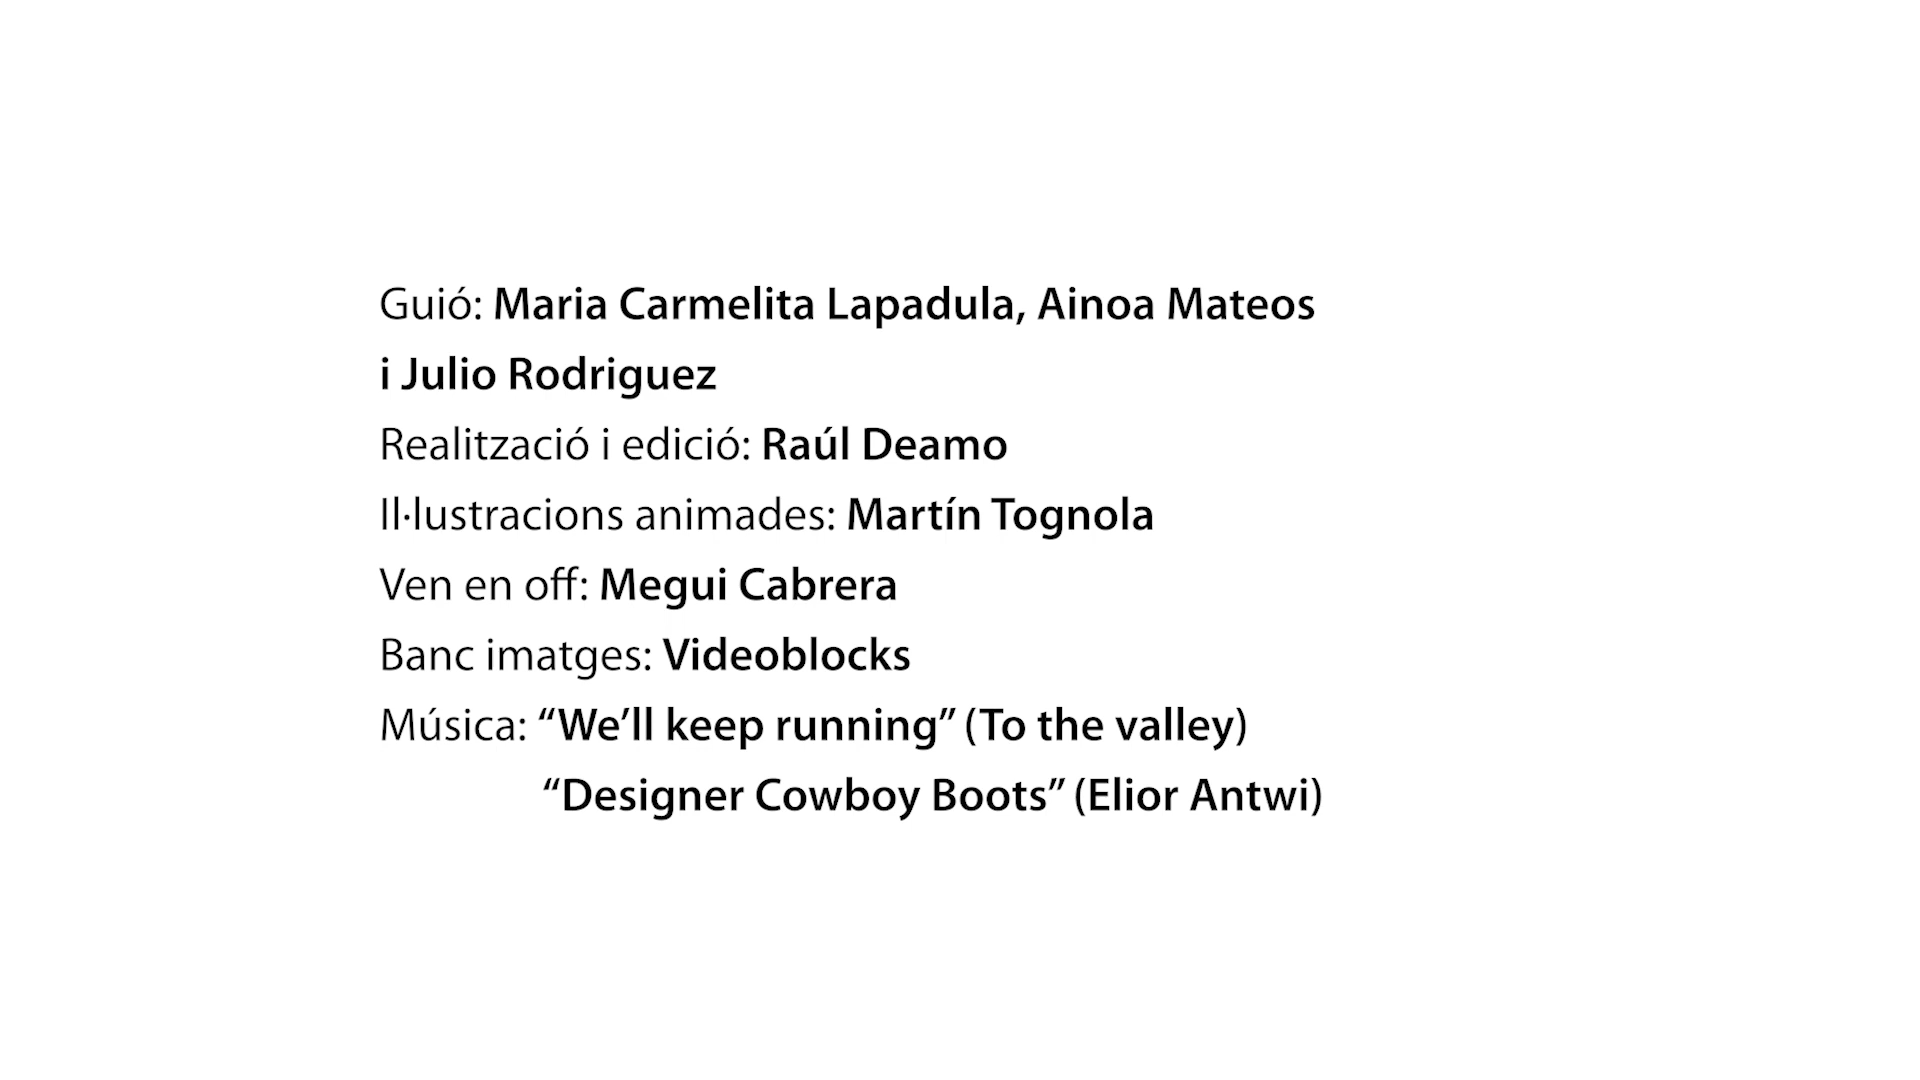 Guió: Maria Carmelita Lapadula, Ainoa Mateos
i Julio Rodriguez
Realització i edició: Raúl Deamo
Il·lustracions animades: Martín Tognola
Ven en off: Megui Cabrera
Banc imatges: Videoblocks
Música: “We’ll keep running” (To the valley)
“Designer Cowboy Boots” (Elior Antwi)